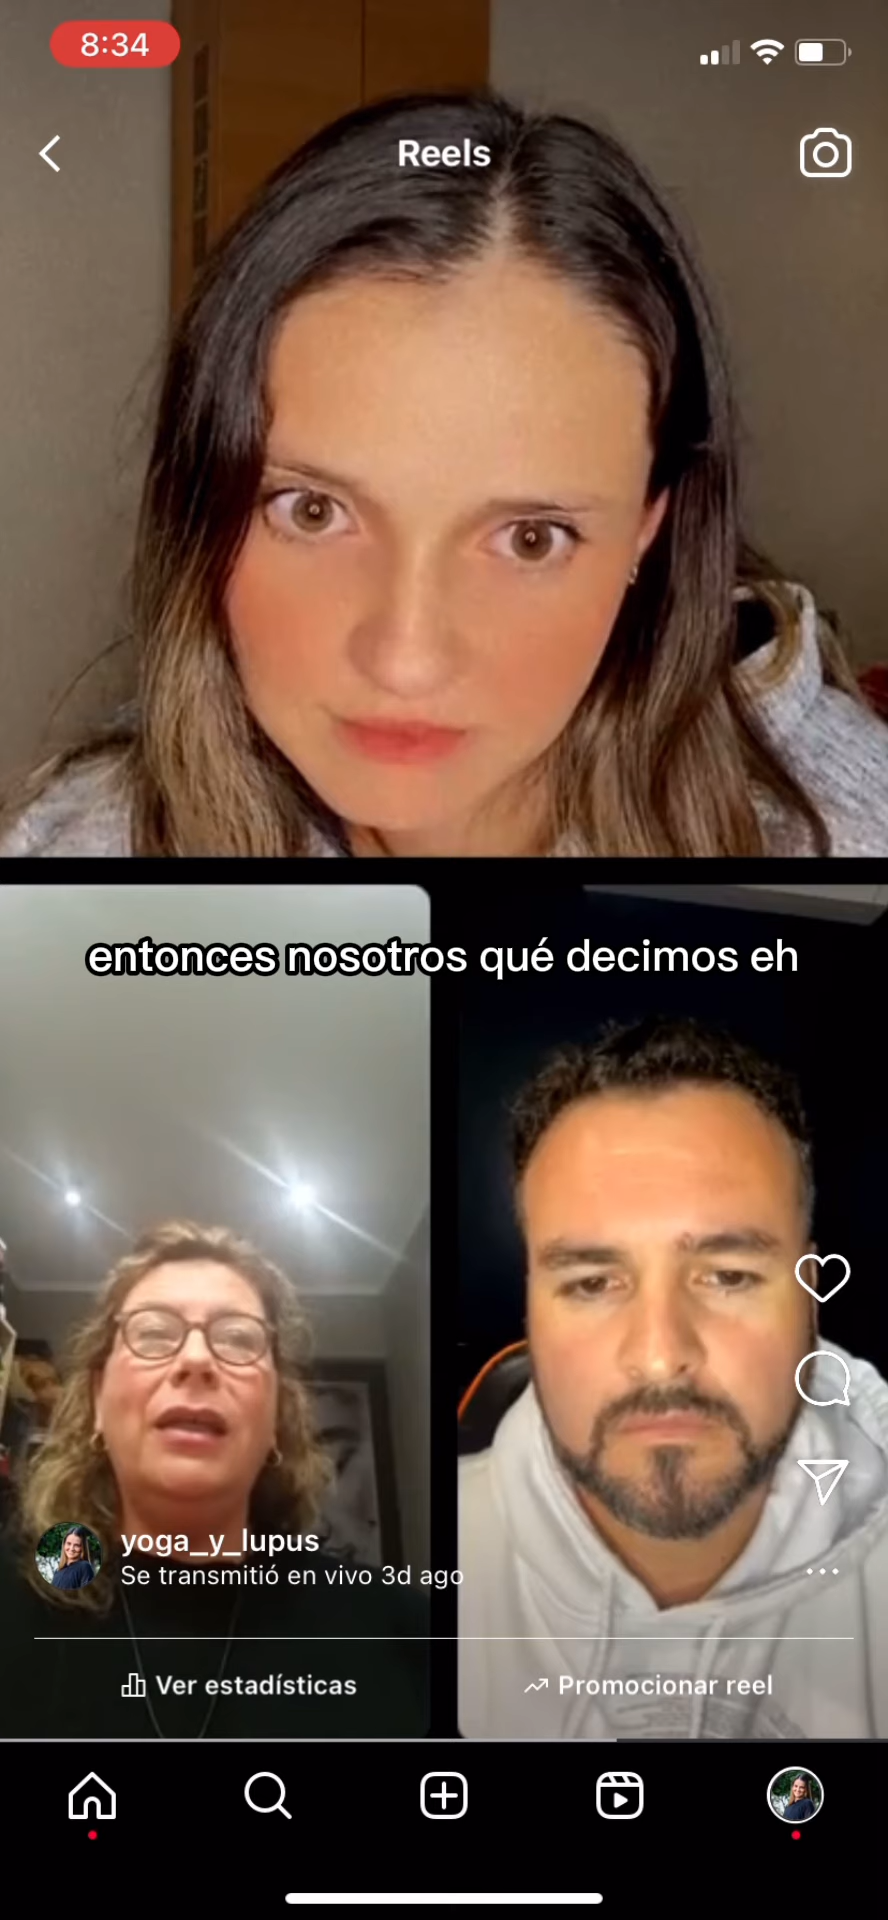 8:34
Reels
entonces nosotros qué decimos eh
yoga_y_lupus
Se transmitió en vivo 3d ago
Ver estadísticas
Promocionar reel